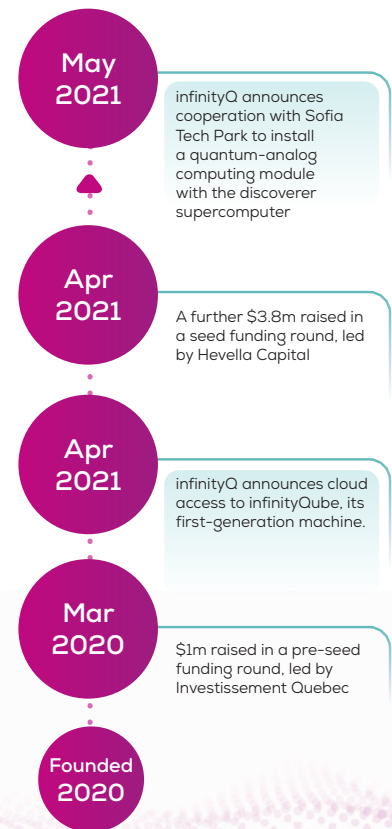 May
2021
infinityQ announces
cooperation with Sofia
Tech Park to install
a quantum-analog
computing module
with the discoverer
supercomputer
Apr
2021
A further $3.8m raised in
a seed funding round, led
by Hevella Capital
Apr
2021
infinityQ announces cloud
access to infinityQube, its
first-generation machine.
Mar
2020
$1m raised in a pre-seed
funding round, led by
Investissement Quebec
Founded
2020